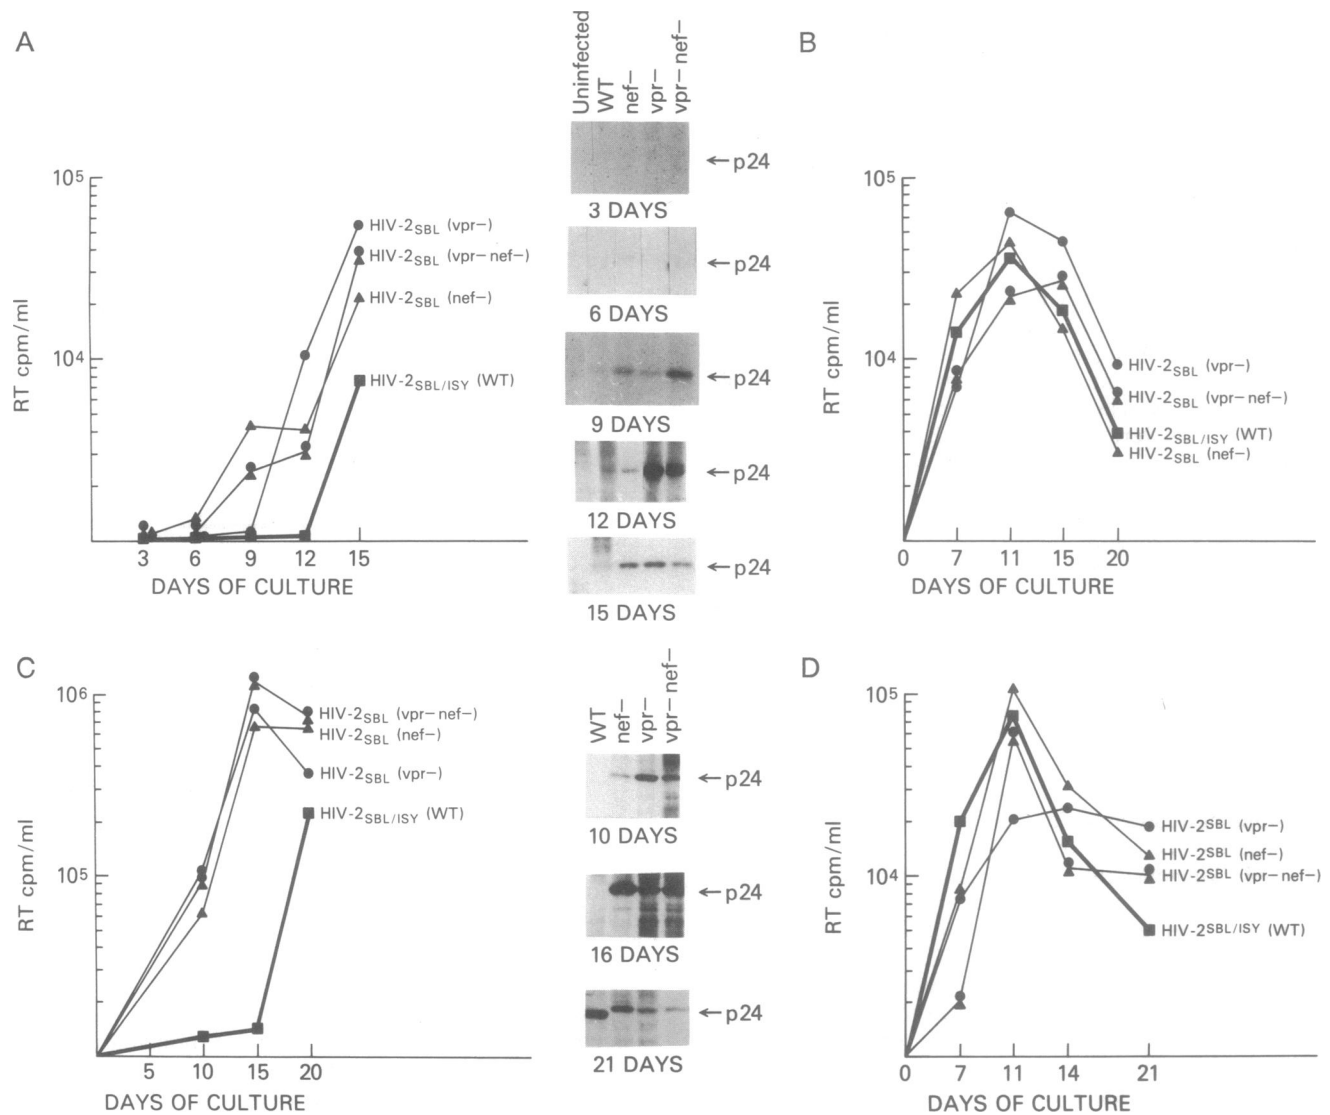 A
RT cpm/ml
10⁵
10⁴
HIV-2SBL (vpr−)
HIV-2SBL (vpr− nef−)
HIV-2SBL (nef−)
HIV-2SBL/ISY (WT)
3 6 9 12 15
DAYS OF CULTURE
Uninfected
WT
nef−
vpr−
vpr− nef−
←p24
3 DAYS
←p24
6 DAYS
←p24
9 DAYS
←p24
12 DAYS
←p24
15 DAYS
B
RT cpm/ml
10⁵
10⁴
HIV-2SBL (vpr−)
HIV-2SBL (vpr− nef−)
HIV-2SBL/ISY (WT)
HIV-2SBL (nef−)
0 7 11 15 20
DAYS OF CULTURE
C
RT cpm/ml
10⁶
10⁵
HIV-2SBL (vpr− nef−)
HIV-2SBL (nef−)
HIV-2SBL (vpr−)
HIV-2SBL/ISY (WT)
5 10 15 20
DAYS OF CULTURE
WT
nef−
vpr−
vpr− nef−
←p24
10 DAYS
←p24
16 DAYS
←p24
21 DAYS
D
RT cpm/ml
10⁵
10⁴
HIV-2SBL (vpr−)
HIV-2SBL (nef−)
HIV-2SBL (vpr− nef−)
HIV-2SBL/ISY (WT)
0 7 11 14 21
DAYS OF CULTURE